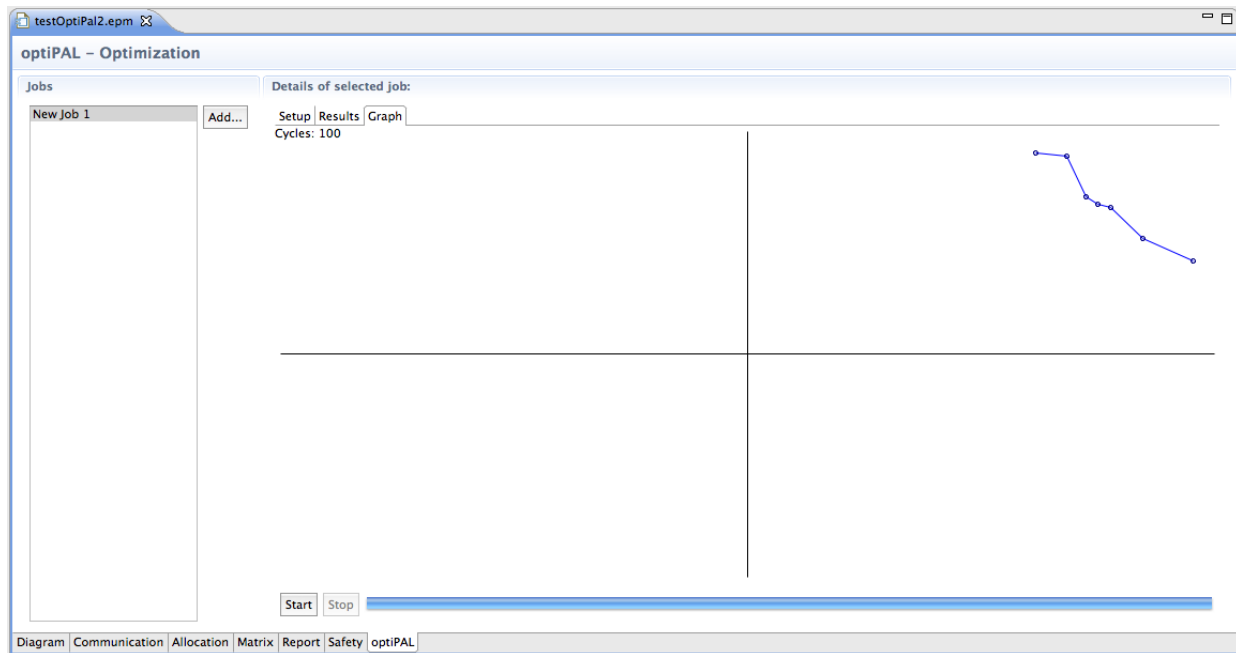 testOptiPal2.epm
optiPAL – Optimization
Jobs
Details of selected job:
New Job 1
Add...
Setup Results Graph
Cycles: 100
Start Stop
Diagram Communication Allocation Matrix Report Safety optiPAL